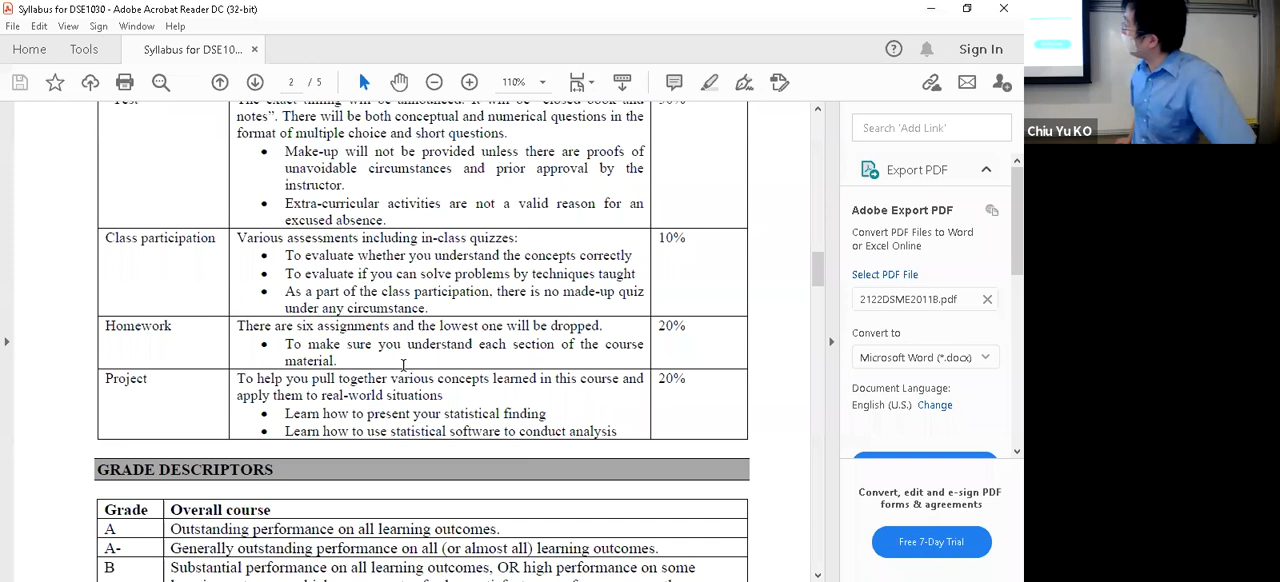 Syllabus for DSE1030 - Adobe Acrobat Reader DC (32-bit)
File Edit View Sign Window Help
Home Tools Syllabus for DSE10... × Sign In
2 / 5 110%
The exact timing will be announced. It will be "closed book and
notes". There will be both conceptual and numerical questions in the
format of multiple choice and short questions.
• Make-up will not be provided unless there are proofs of
unavoidable circumstances and prior approval by the
instructor.
• Extra-curricular activities are not a valid reason for an
excused absence.
Class participation Various assessments including in-class quizzes: 10%
• To evaluate whether you understand the concepts correctly
• To evaluate if you can solve problems by techniques taught
• As a part of the class participation, there is no made-up quiz
under any circumstance.
Homework There are six assignments and the lowest one will be dropped. 20%
• To make sure you understand each section of the course
material.
Project To help you pull together various concepts learned in this course and 20%
apply them to real-world situations
• Learn how to present your statistical finding
• Learn how to use statistical software to conduct analysis
GRADE DESCRIPTORS
Grade Overall course
A Outstanding performance on all learning outcomes.
A- Generally outstanding performance on all (or almost all) learning outcomes.
B Substantial performance on all learning outcomes, OR high performance on some
Search 'Add Link'
Export PDF
Adobe Export PDF
Convert PDF Files to Word
or Excel Online
Select PDF File
2122DSME2011B.pdf
Convert to
Microsoft Word (*.docx)
Document Language:
English (U.S.) Change
Convert, edit and e-sign PDF
forms & agreements
Free 7-Day Trial
Chiu Yu KO